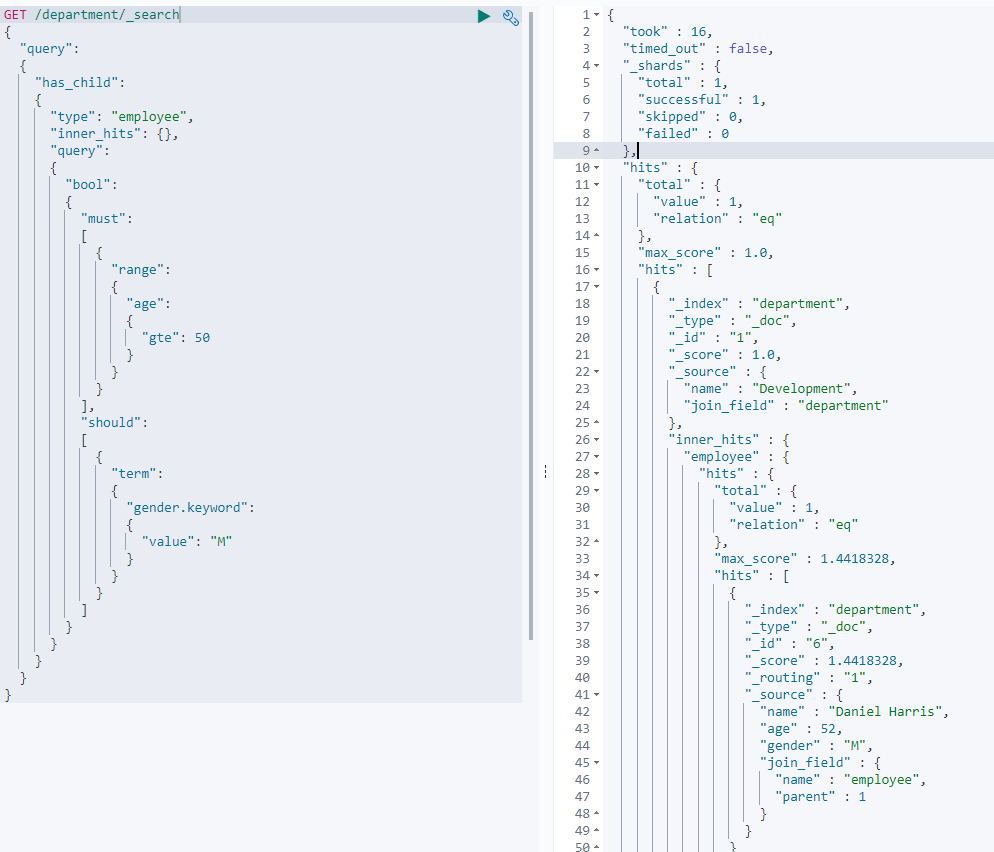 GET /department/_search
{
  "query":
  {
    "has_child":
    {
      "type": "employee",
      "inner_hits": {},
      "query":
      {
        "bool":
        {
          "must":
          [
            {
              "range":
              {
                "age":
                {
                  "gte": 50
                }
              }
            }
          ],
          "should":
          [
            {
              "term":
              {
                "gender.keyword":
                {
                  "value": "M"
                }
              }
            }
          ]
        }
      }
    }
  }
}
1 {
2   "took" : 16,
3   "timed_out" : false,
4   "_shards" : {
5     "total" : 1,
6     "successful" : 1,
7     "skipped" : 0,
8     "failed" : 0
9   },
10   "hits" : {
11     "total" : {
12       "value" : 1,
13       "relation" : "eq"
14     },
15     "max_score" : 1.0,
16     "hits" : [
17       {
18         "_index" : "department",
19         "_type" : "_doc",
20         "_id" : "1",
21         "_score" : 1.0,
22         "_source" : {
23           "name" : "Development",
24           "join_field" : "department"
25         },
26         "inner_hits" : {
27           "employee" : {
28             "hits" : {
29               "total" : {
30                 "value" : 1,
31                 "relation" : "eq"
32               },
33               "max_score" : 1.4418328,
34               "hits" : [
35                 {
36                   "_index" : "department",
37                   "_type" : "_doc",
38                   "_id" : "6",
39                   "_score" : 1.4418328,
40                   "_routing" : "1",
41                   "_source" : {
42                     "name" : "Daniel Harris",
43                     "age" : 52,
44                     "gender" : "M",
45                     "join_field" : {
46                       "name" : "employee",
47                       "parent" : 1
48                     }
49                   }
50                 }